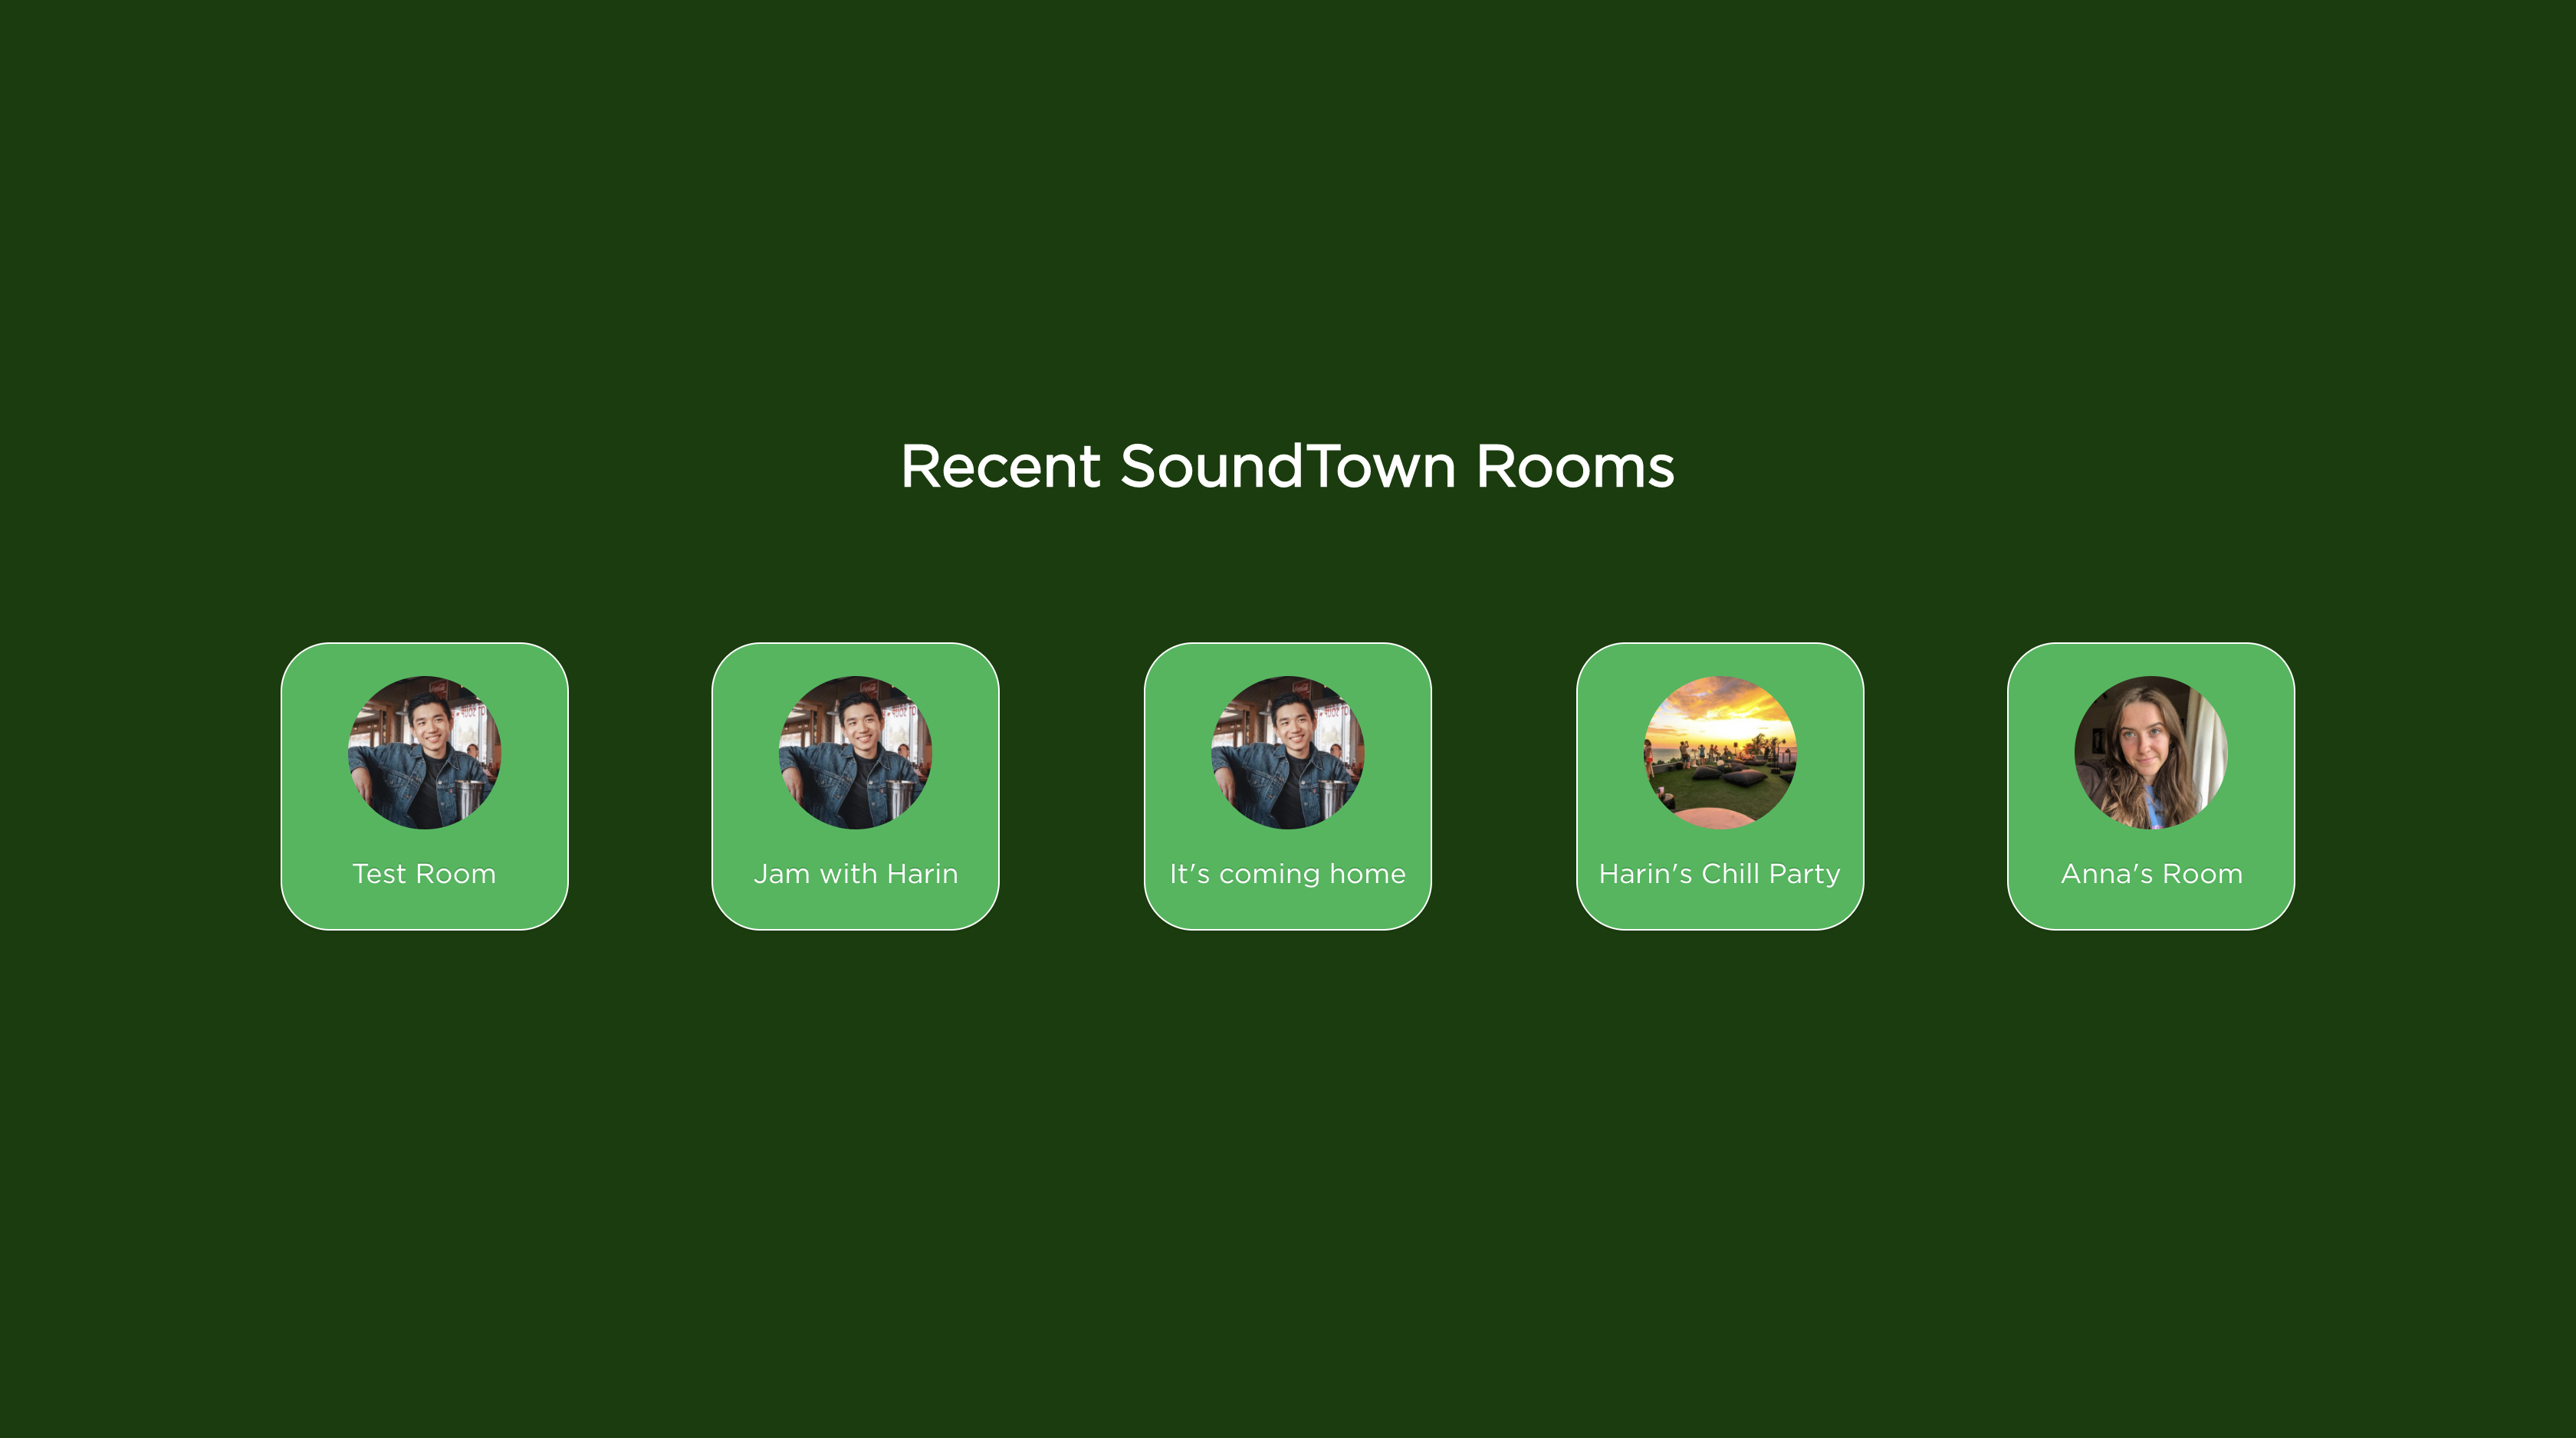 Recent SoundTown Rooms
Test Room
Jam with Harin
It's coming home
Harin's Chill Party
Anna's Room